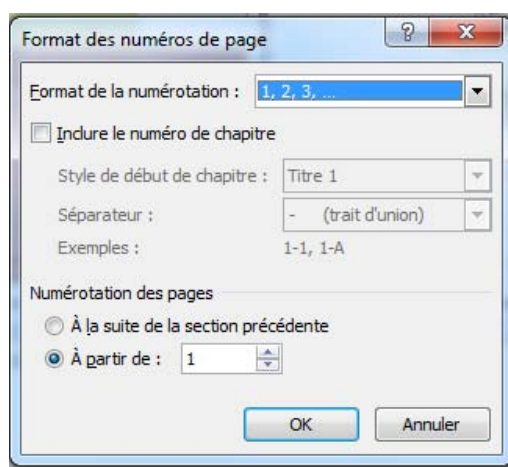 Format des numéros de page
Format de la numérotation : 1, 2, 3, ...
Inclure le numéro de chapitre
Style de début de chapitre : Titre 1
Séparateur : - (trait d'union)
Exemples : 1-1, 1-A
Numérotation des pages
À la suite de la section précédente
À partir de : 1
OK Annuler